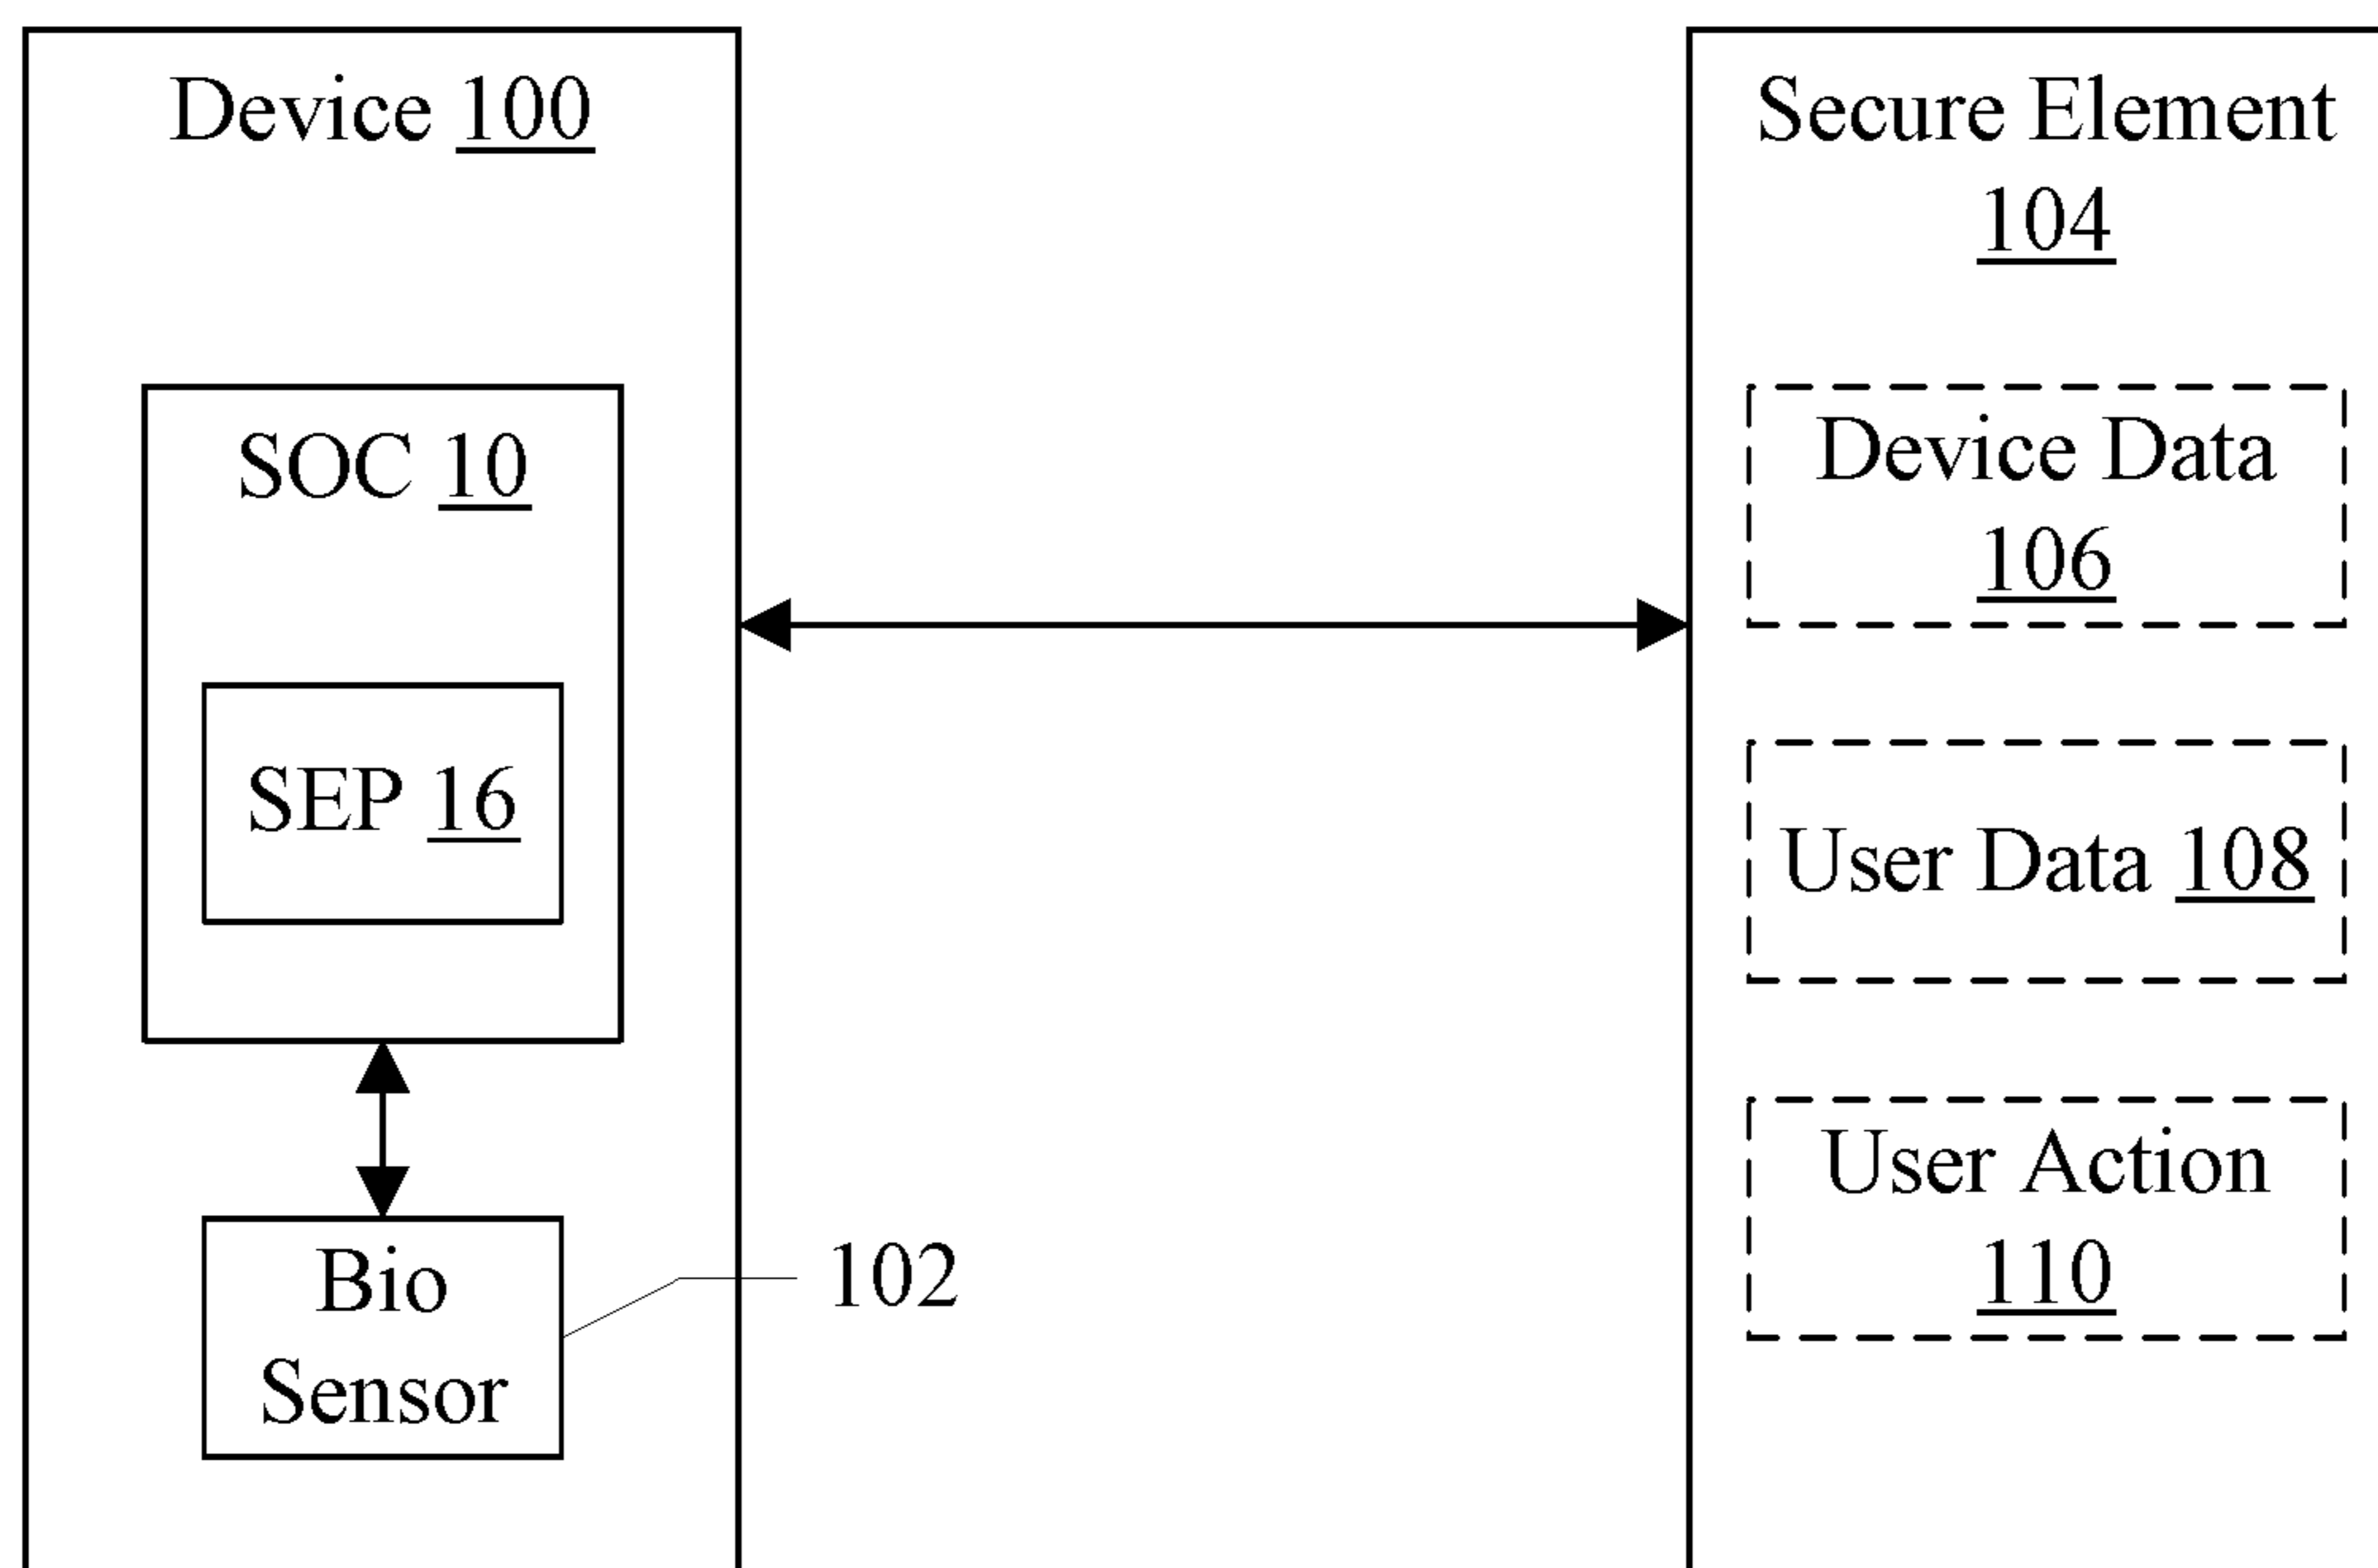 Device 100
SOC 10
SEP 16
Bio
Sensor
102
Secure Element
104
Device Data
106
User Data 108
User Action
110